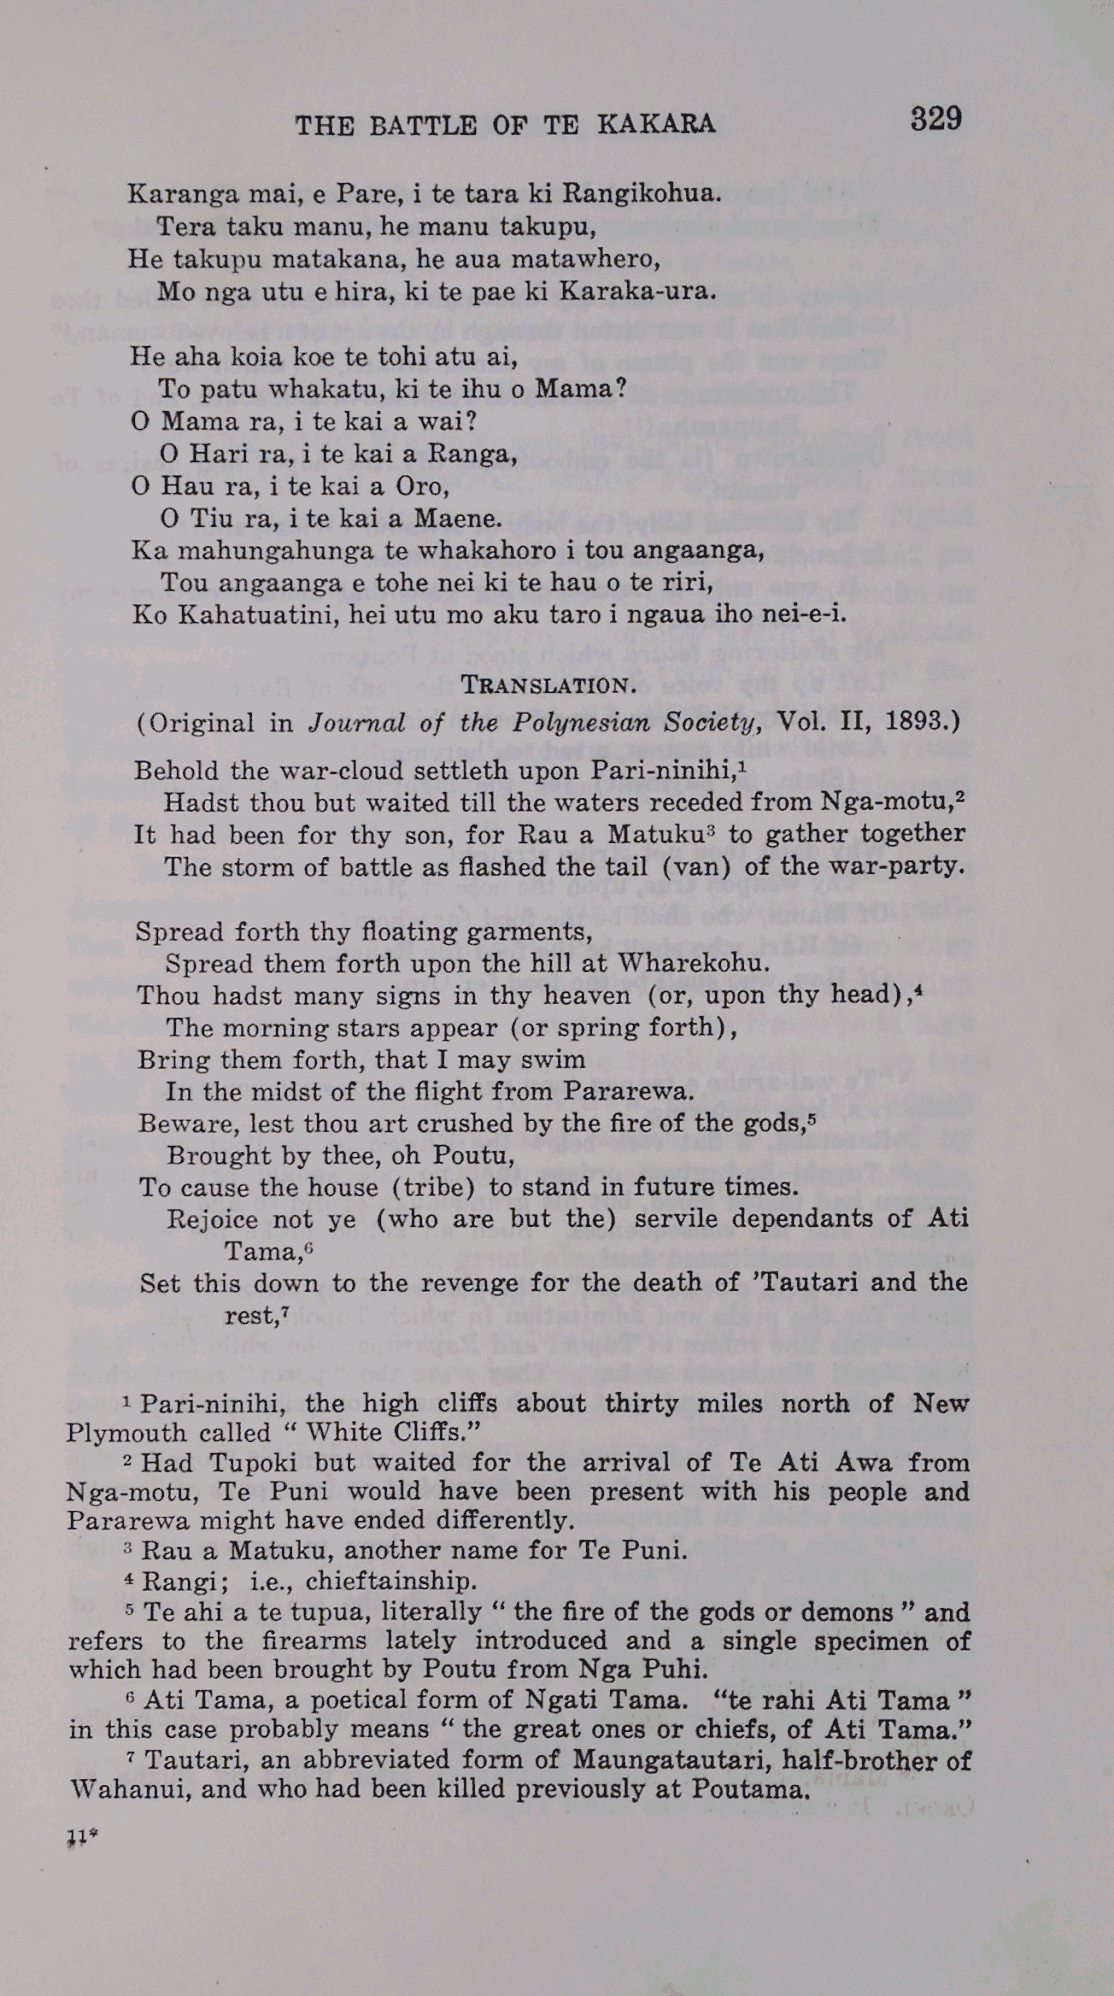 THE BATTLE OF TE KAKARA 329
Karanga mai, e Pare, i te tara ki Rangikohua.
Tera taku manu, he manu takupu,
He takupu matakana, he aua matawhero,
Mo nga utu e hira, ki te pae ki Karaka-ura.
He aha koia koe te tohi atu ai,
To patu whakatu, ki te ihu o Mama?
O Mama ra, i te kai a wai?
O Hari ra, i te kai a Ranga,
O Hau ra, i te kai a Oro,
O Tiu ra, i te kai a Maene.
Ka mahungahunga te whakahoro i tou angaanga,
Tou angaanga e tohe nei ki te hau o te riri,
Ko Kahatuatini, hei utu mo aku taro i ngaua iho nei-e-i.
TRANSLATION.
(Original in Journal of the Polynesian Society, Vol. II, 1893.)
Behold the war-cloud settleth upon Pari-ninihi,¹
Hadst thou but waited till the waters receded from Nga-motu,²
It had been for thy son, for Rau a Matuku³ to gather together
The storm of battle as flashed the tail (van) of the war-party.
Spread forth thy floating garments,
Spread them forth upon the hill at Wharekohu.
Thou hadst many signs in thy heaven (or, upon thy head),⁴
The morning stars appear (or spring forth),
Bring them forth, that I may swim
In the midst of the flight from Pararewa.
Beware, lest thou art crushed by the fire of the gods,⁵
Brought by thee, oh Poutu,
To cause the house (tribe) to stand in future times.
Rejoice not ye (who are but the) servile dependants of Ati
Tama,⁶
Set this down to the revenge for the death of 'Tautari and the
rest,⁷
¹ Pari-ninihi, the high cliffs about thirty miles north of New
Plymouth called " White Cliffs."
² Had Tupoki but waited for the arrival of Te Ati Awa from
Nga-motu, Te Puni would have been present with his people and
Pararewa might have ended differently.
³ Rau a Matuku, another name for Te Puni.
⁴ Rangi; i.e., chieftainship.
⁵ Te ahi a te tupua, literally " the fire of the gods or demons " and
refers to the firearms lately introduced and a single specimen of
which had been brought by Poutu from Nga Puhi.
⁶ Ati Tama, a poetical form of Ngati Tama. "te rahi Ati Tama "
in this case probably means " the great ones or chiefs, of Ati Tama."
⁷ Tautari, an abbreviated form of Maungatautari, half-brother of
Wahanui, and who had been killed previously at Poutama.
11*